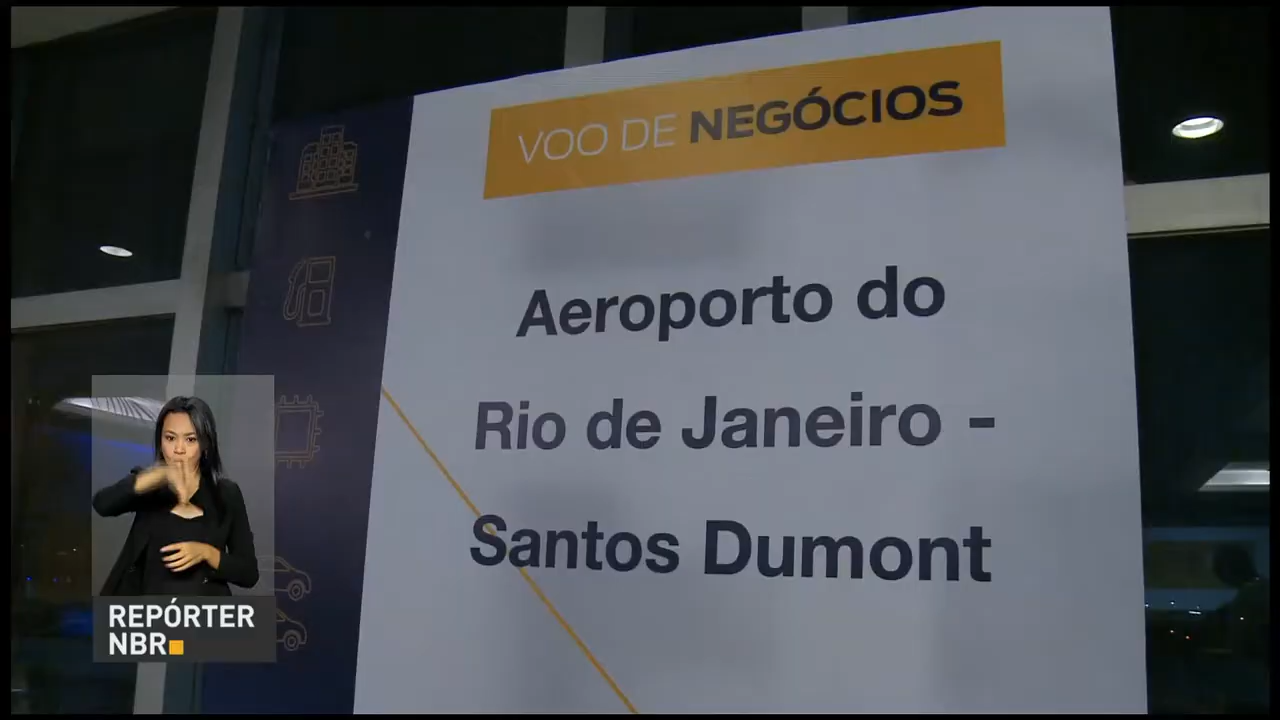 VOO DE NEGÓCIOS
Aeroporto do
Rio de Janeiro -
Santos Dumont
REPÓRTER
NBR